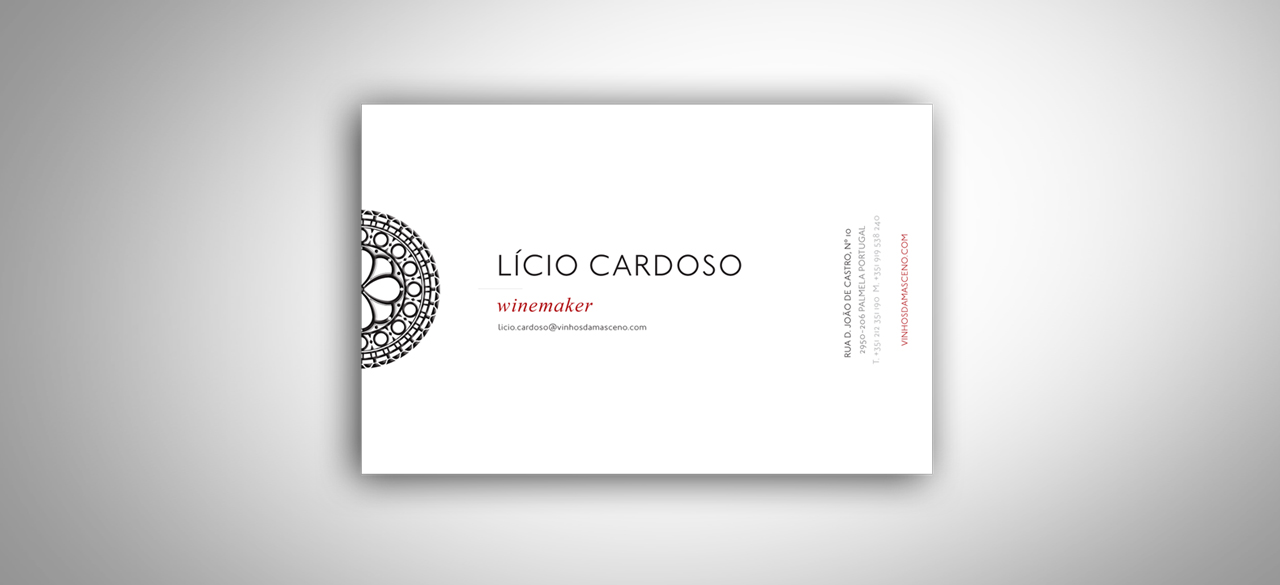 LÍCIO CARDOSO
winemaker
licio.cardoso@vinhosdamasceno.com
RUA D. JOÃO DE CASTRO, Nº 10
2950-206 PALMELA PORTUGAL
T. +351 212 351 190 M. +351 919 538 240
VINHOSDAMASCENO.COM